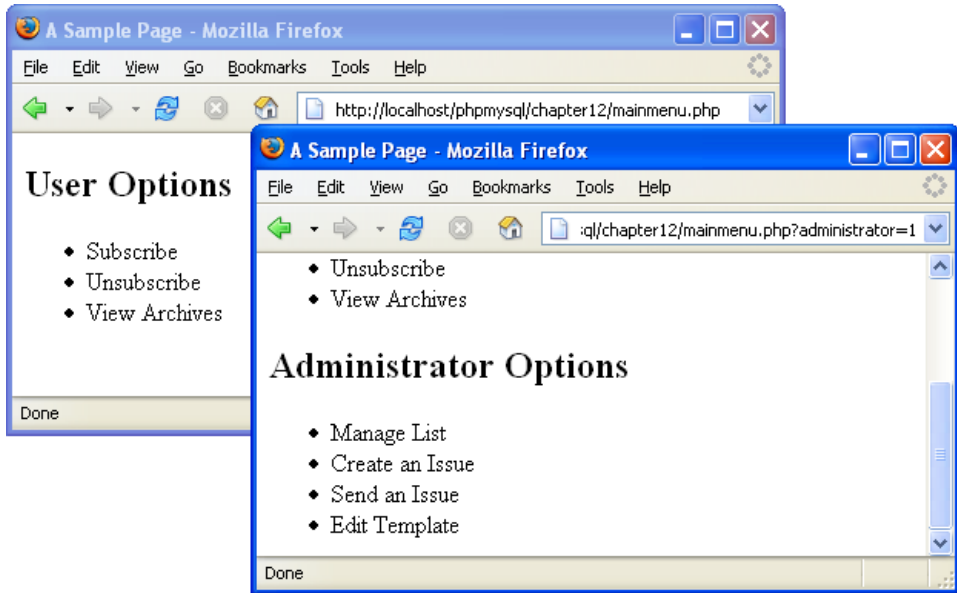 A Sample Page - Mozilla Firefox
File Edit View Go Bookmarks Tools Help
http://localhost/phpmysql/chapter12/mainmenu.php
User Options
• Subscribe
• Unsubscribe
• View Archives
Done
A Sample Page - Mozilla Firefox
File Edit View Go Bookmarks Tools Help
:ql/chapter12/mainmenu.php?administrator=1
• Unsubscribe
• View Archives
Administrator Options
• Manage List
• Create an Issue
• Send an Issue
• Edit Template
Done